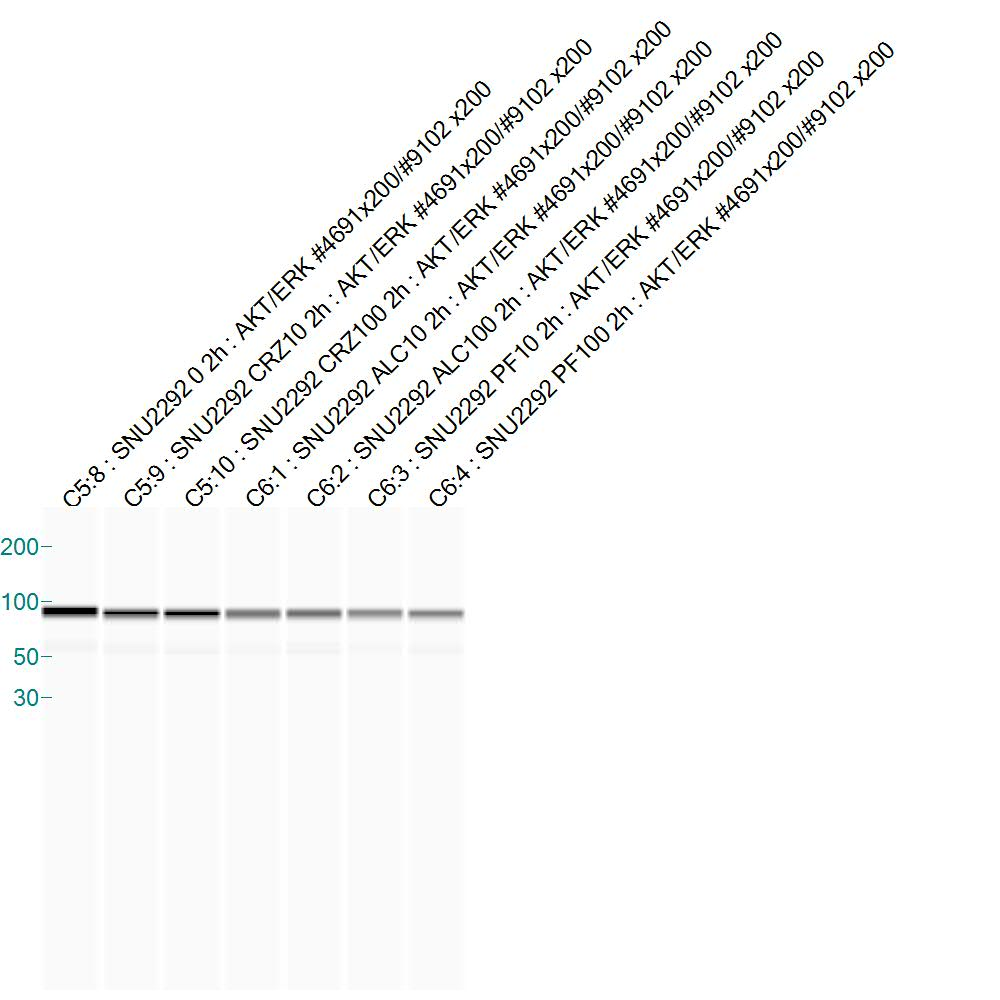 C5:8 : SNU2292 0 2h : AKT/ERK #4691x200/#9102 x200
C5:9 : SNU2292 CRZ10 2h : AKT/ERK #4691x200/#9102 x200
C5:10 : SNU2292 CRZ100 2h : AKT/ERK #4691x200/#9102 x200
C6:1 : SNU2292 ALC10 2h : AKT/ERK #4691x200/#9102 x200
C6:2 : SNU2292 ALC100 2h : AKT/ERK #4691x200/#9102 x200
C6:3 : SNU2292 PF10 2h : AKT/ERK #4691x200/#9102 x200
C6:4 : SNU2292 PF100 2h : AKT/ERK #4691x200/#9102 x200
200
100
50
30